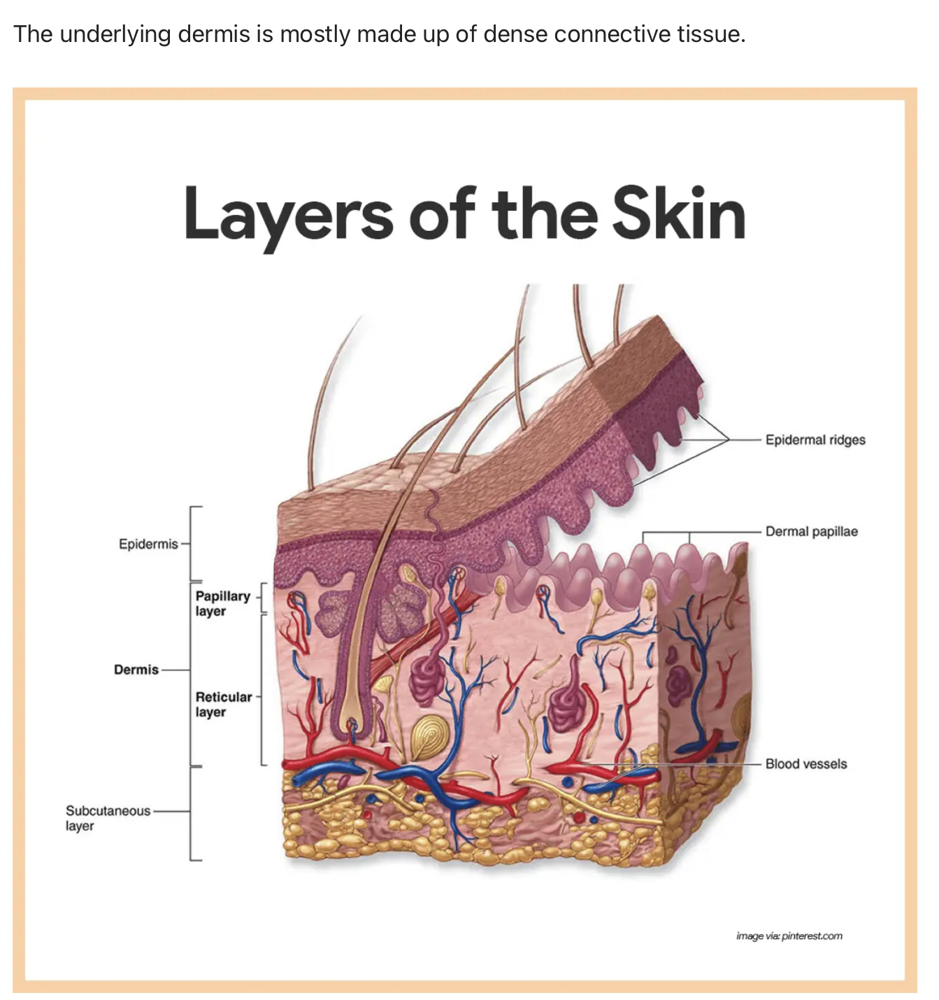 The underlying dermis is mostly made up of dense connective tissue.
Layers of the Skin
Epidermal ridges
Dermal papillae
Epidermis
Papillary
layer
Dermis
Reticular
layer
Blood vessels
Subcutaneous
layer
image via: pinterest.com